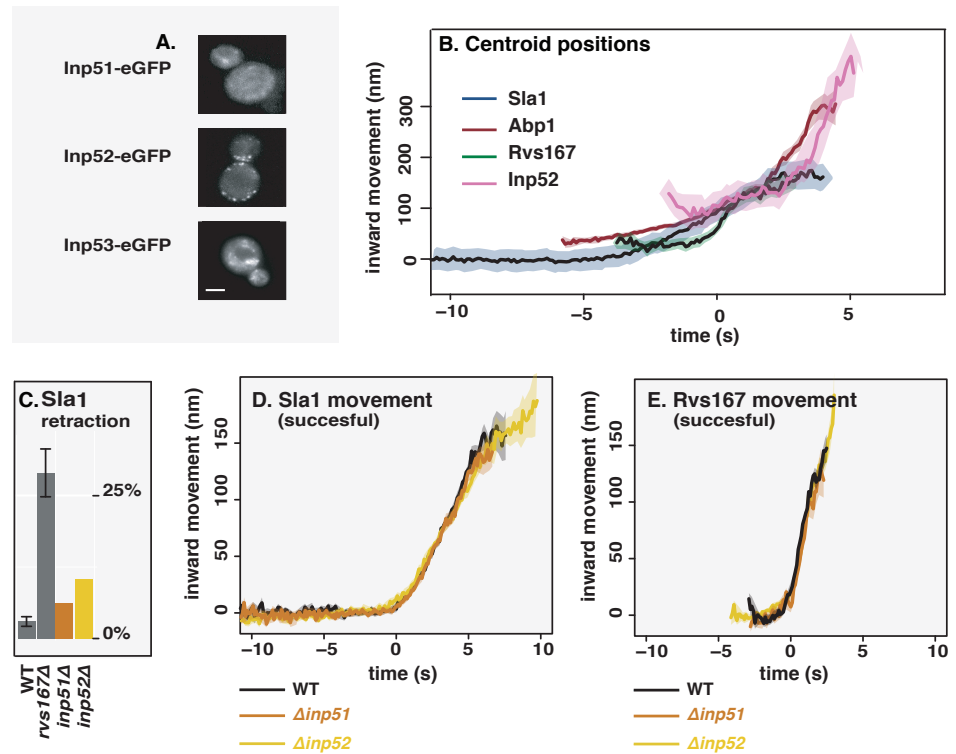 A.
Inp51-eGFP
Inp52-eGFP
Inp53-eGFP
B. Centroid positions
inward movement (nm)
300
200
100
0
Sla1
Abp1
Rvs167
Inp52
−10
−5
0
5
time (s)
C. Sla1
retraction
25%
0%
WT
rvs167Δ
inp51Δ
inp52Δ
D. Sla1 movement
(succesful)
inward movement (nm)
150
100
50
0
−10
−5
0
5
10
time (s)
WT
Δinp51
Δinp52
E. Rvs167 movement
(succesful)
inward movement (nm)
150
100
50
0
−10
−5
0
5
10
time (s)
WT
Δinp51
Δinp52